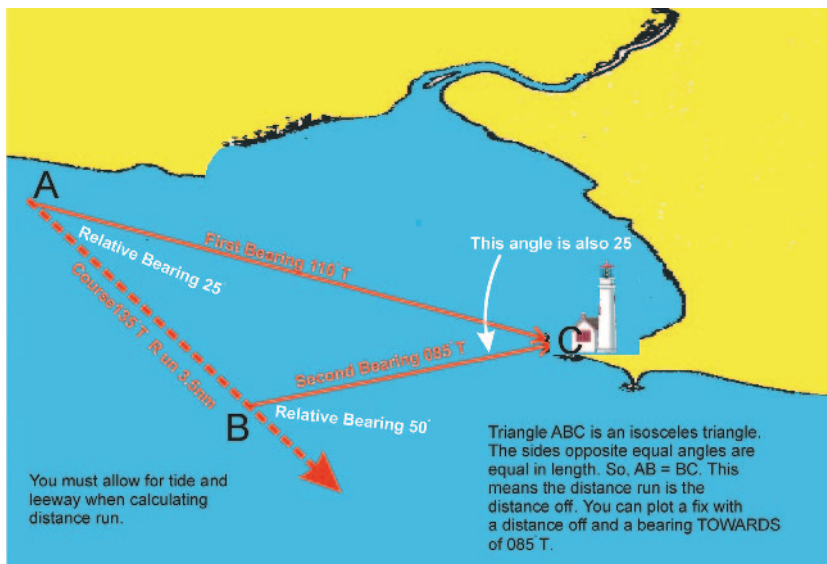 A
First Bearing 110°T
This angle is also 25
Relative Bearing 25°
Course135°T Run 3.5nm
C
Second Bearing 085°T
B
Relative Bearing 50°
You must allow for tide and
leeway when calculating
distance run.
Triangle ABC is an isosceles triangle.
The sides opposite equal angles are
equal in length. So, AB = BC. This
means the distance run is the
distance off. You can plot a fix with
a distance off and a bearing TOWARDS
of 085°T.